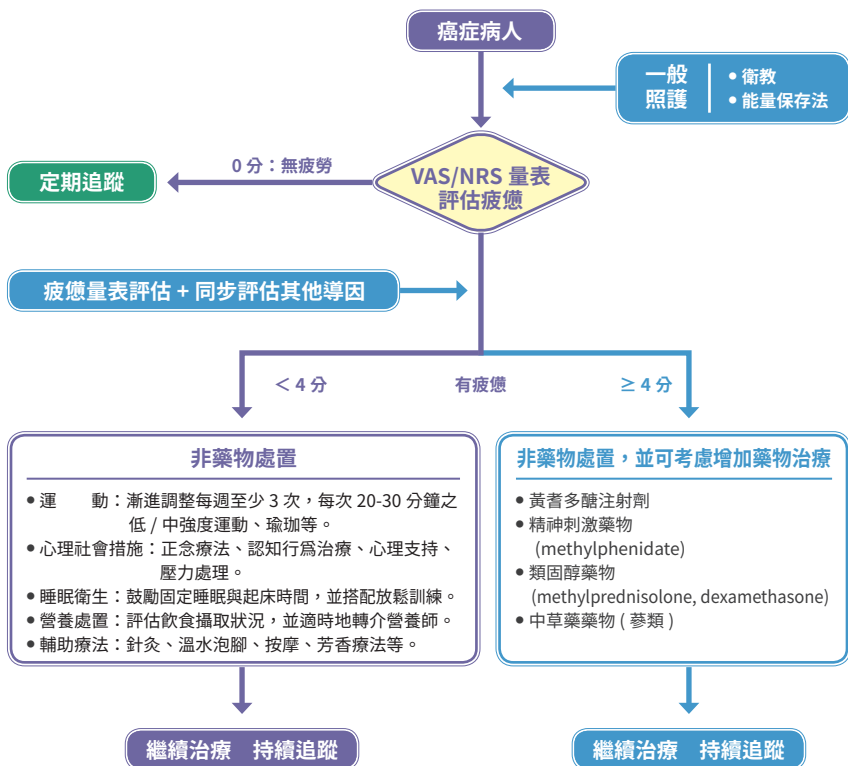 癌症病人
一般
照護
• 衛教
• 能量保存法
0 分：無疲勞
定期追蹤
VAS/NRS 量表
評估疲憊
疲憊量表評估 + 同步評估其他導因
＜ 4 分
有疲憊
≥ 4 分
非藥物處置
• 運　　動：漸進調整每週至少 3 次，每次 20-30 分鐘之
低 / 中強度運動、瑜珈等。
• 心理社會措施：正念療法、認知行爲治療、心理支持、
壓力處理。
• 睡眠衛生：鼓勵固定睡眠與起床時間，並搭配放鬆訓練。
• 營養處置：評估飲食攝取狀況，並適時地轉介營養師。
• 輔助療法：針灸、溫水泡腳、按摩、芳香療法等。
非藥物處置，並可考慮增加藥物治療
• 黃耆多醣注射劑
• 精神刺激藥物
(methylphenidate)
• 類固醇藥物
(methylprednisolone, dexamethasone)
• 中草藥藥物 ( 蔘類 )
繼續治療　持續追蹤
繼續治療　持續追蹤